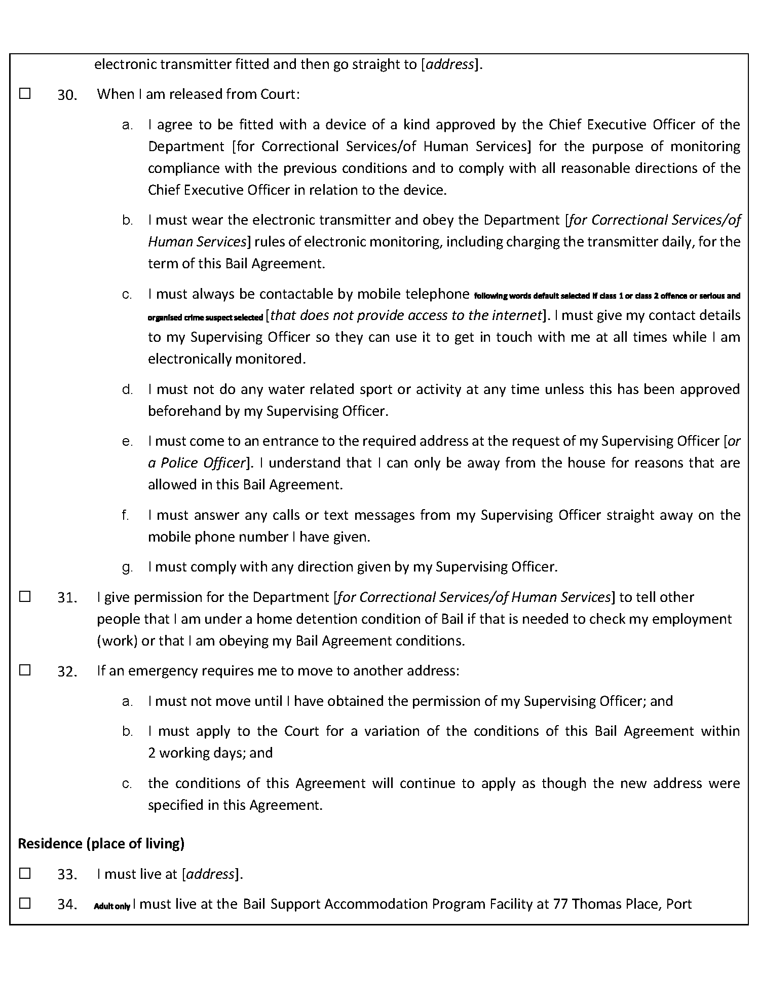 electronic transmitter fitted and then go straight to [address].
☐ 30. When I am released from Court:
a. I agree to be fitted with a device of a kind approved by the Chief Executive Officer of the
Department [for Correctional Services/of Human Services] for the purpose of monitoring
compliance with the previous conditions and to comply with all reasonable directions of the
Chief Executive Officer in relation to the device.
b. I must wear the electronic transmitter and obey the Department [for Correctional Services/of
Human Services] rules of electronic monitoring, including charging the transmitter daily, for the
term of this Bail Agreement.
c. I must always be contactable by mobile telephone following words default selected if class 1 or class 2 offence or serious and
organised crime suspect selected [that does not provide access to the internet]. I must give my contact details
to my Supervising Officer so they can use it to get in touch with me at all times while I am
electronically monitored.
d. I must not do any water related sport or activity at any time unless this has been approved
beforehand by my Supervising Officer.
e. I must come to an entrance to the required address at the request of my Supervising Officer [or
a Police Officer]. I understand that I can only be away from the house for reasons that are
allowed in this Bail Agreement.
f. I must answer any calls or text messages from my Supervising Officer straight away on the
mobile phone number I have given.
g. I must comply with any direction given by my Supervising Officer.
☐ 31. I give permission for the Department [for Correctional Services/of Human Services] to tell other
people that I am under a home detention condition of Bail if that is needed to check my employment
(work) or that I am obeying my Bail Agreement conditions.
☐ 32. If an emergency requires me to move to another address:
a. I must not move until I have obtained the permission of my Supervising Officer; and
b. I must apply to the Court for a variation of the conditions of this Bail Agreement within
2 working days; and
c. the conditions of this Agreement will continue to apply as though the new address were
specified in this Agreement.
Residence (place of living)
☐ 33. I must live at [address].
☐ 34. Adult only I must live at the Bail Support Accommodation Program Facility at 77 Thomas Place, Port